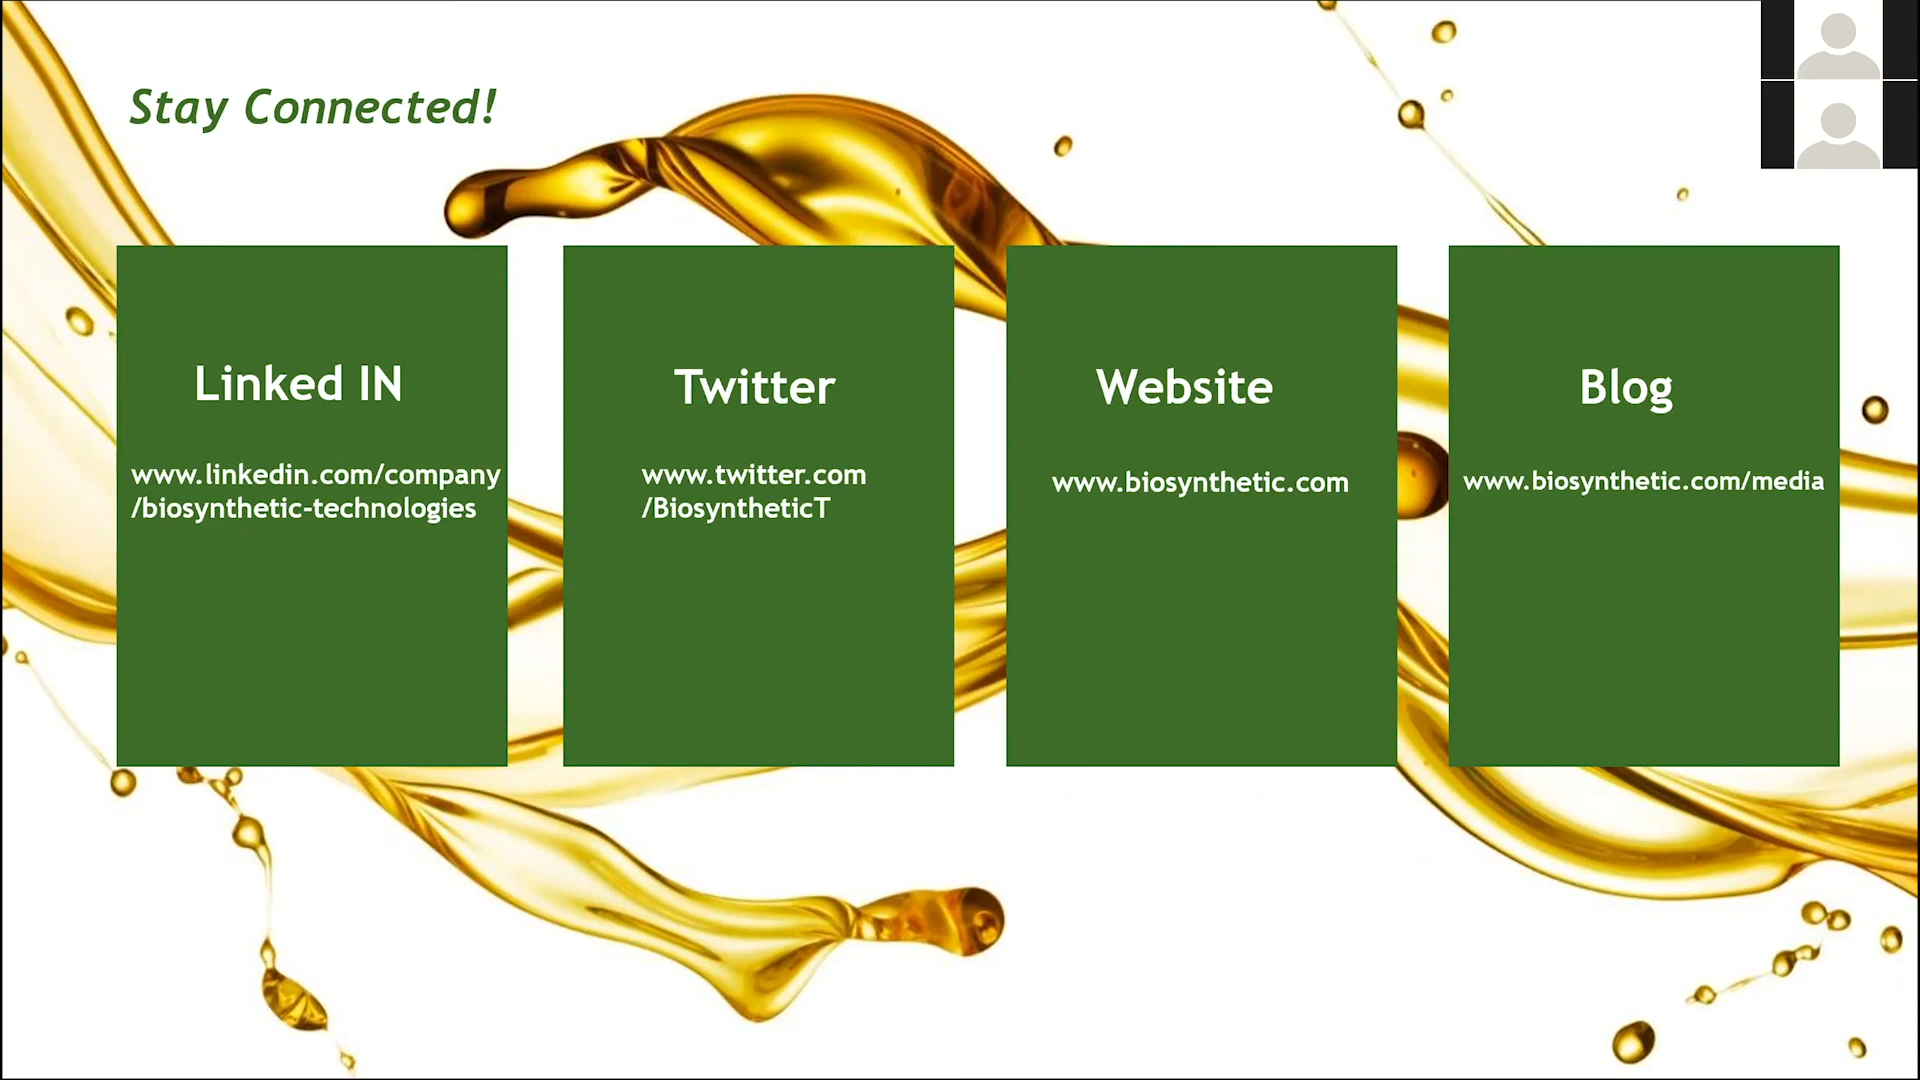 Stay Connected!
Linked IN
www.linkedin.com/company
/biosynthetic-technologies
Twitter
www.twitter.com
/BiosyntheticT
Website
www.biosynthetic.com
Blog
www.biosynthetic.com/media